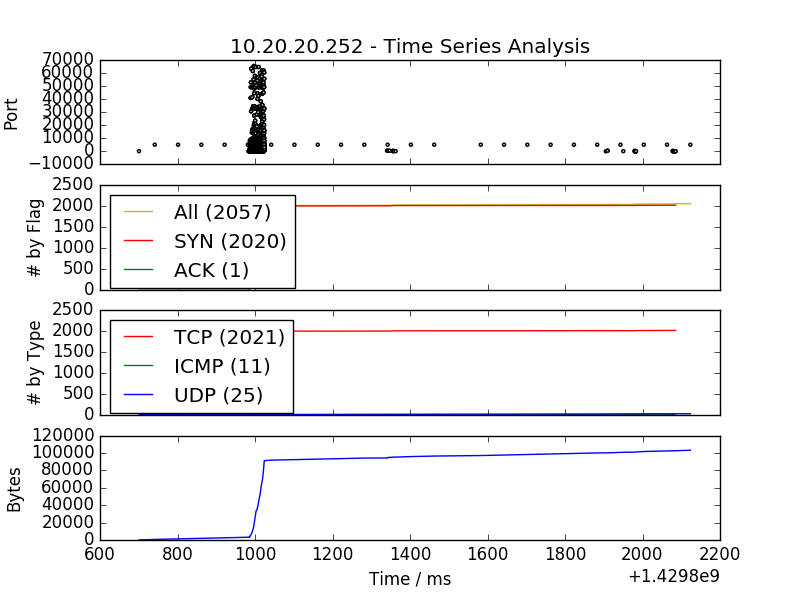 10.20.20.252 - Time Series Analysis
Port
70000
60000
50000
40000
30000
20000
10000
0
−10000
# by Flag
2500
2000
1500
1000
500
0
All (2057)
SYN (2020)
ACK (1)
# by Type
2500
2000
1500
1000
500
0
TCP (2021)
ICMP (11)
UDP (25)
Bytes
120000
100000
80000
60000
40000
20000
0
600 800 1000 1200 1400 1600 1800 2000 2200
Time / ms
+1.4298e9